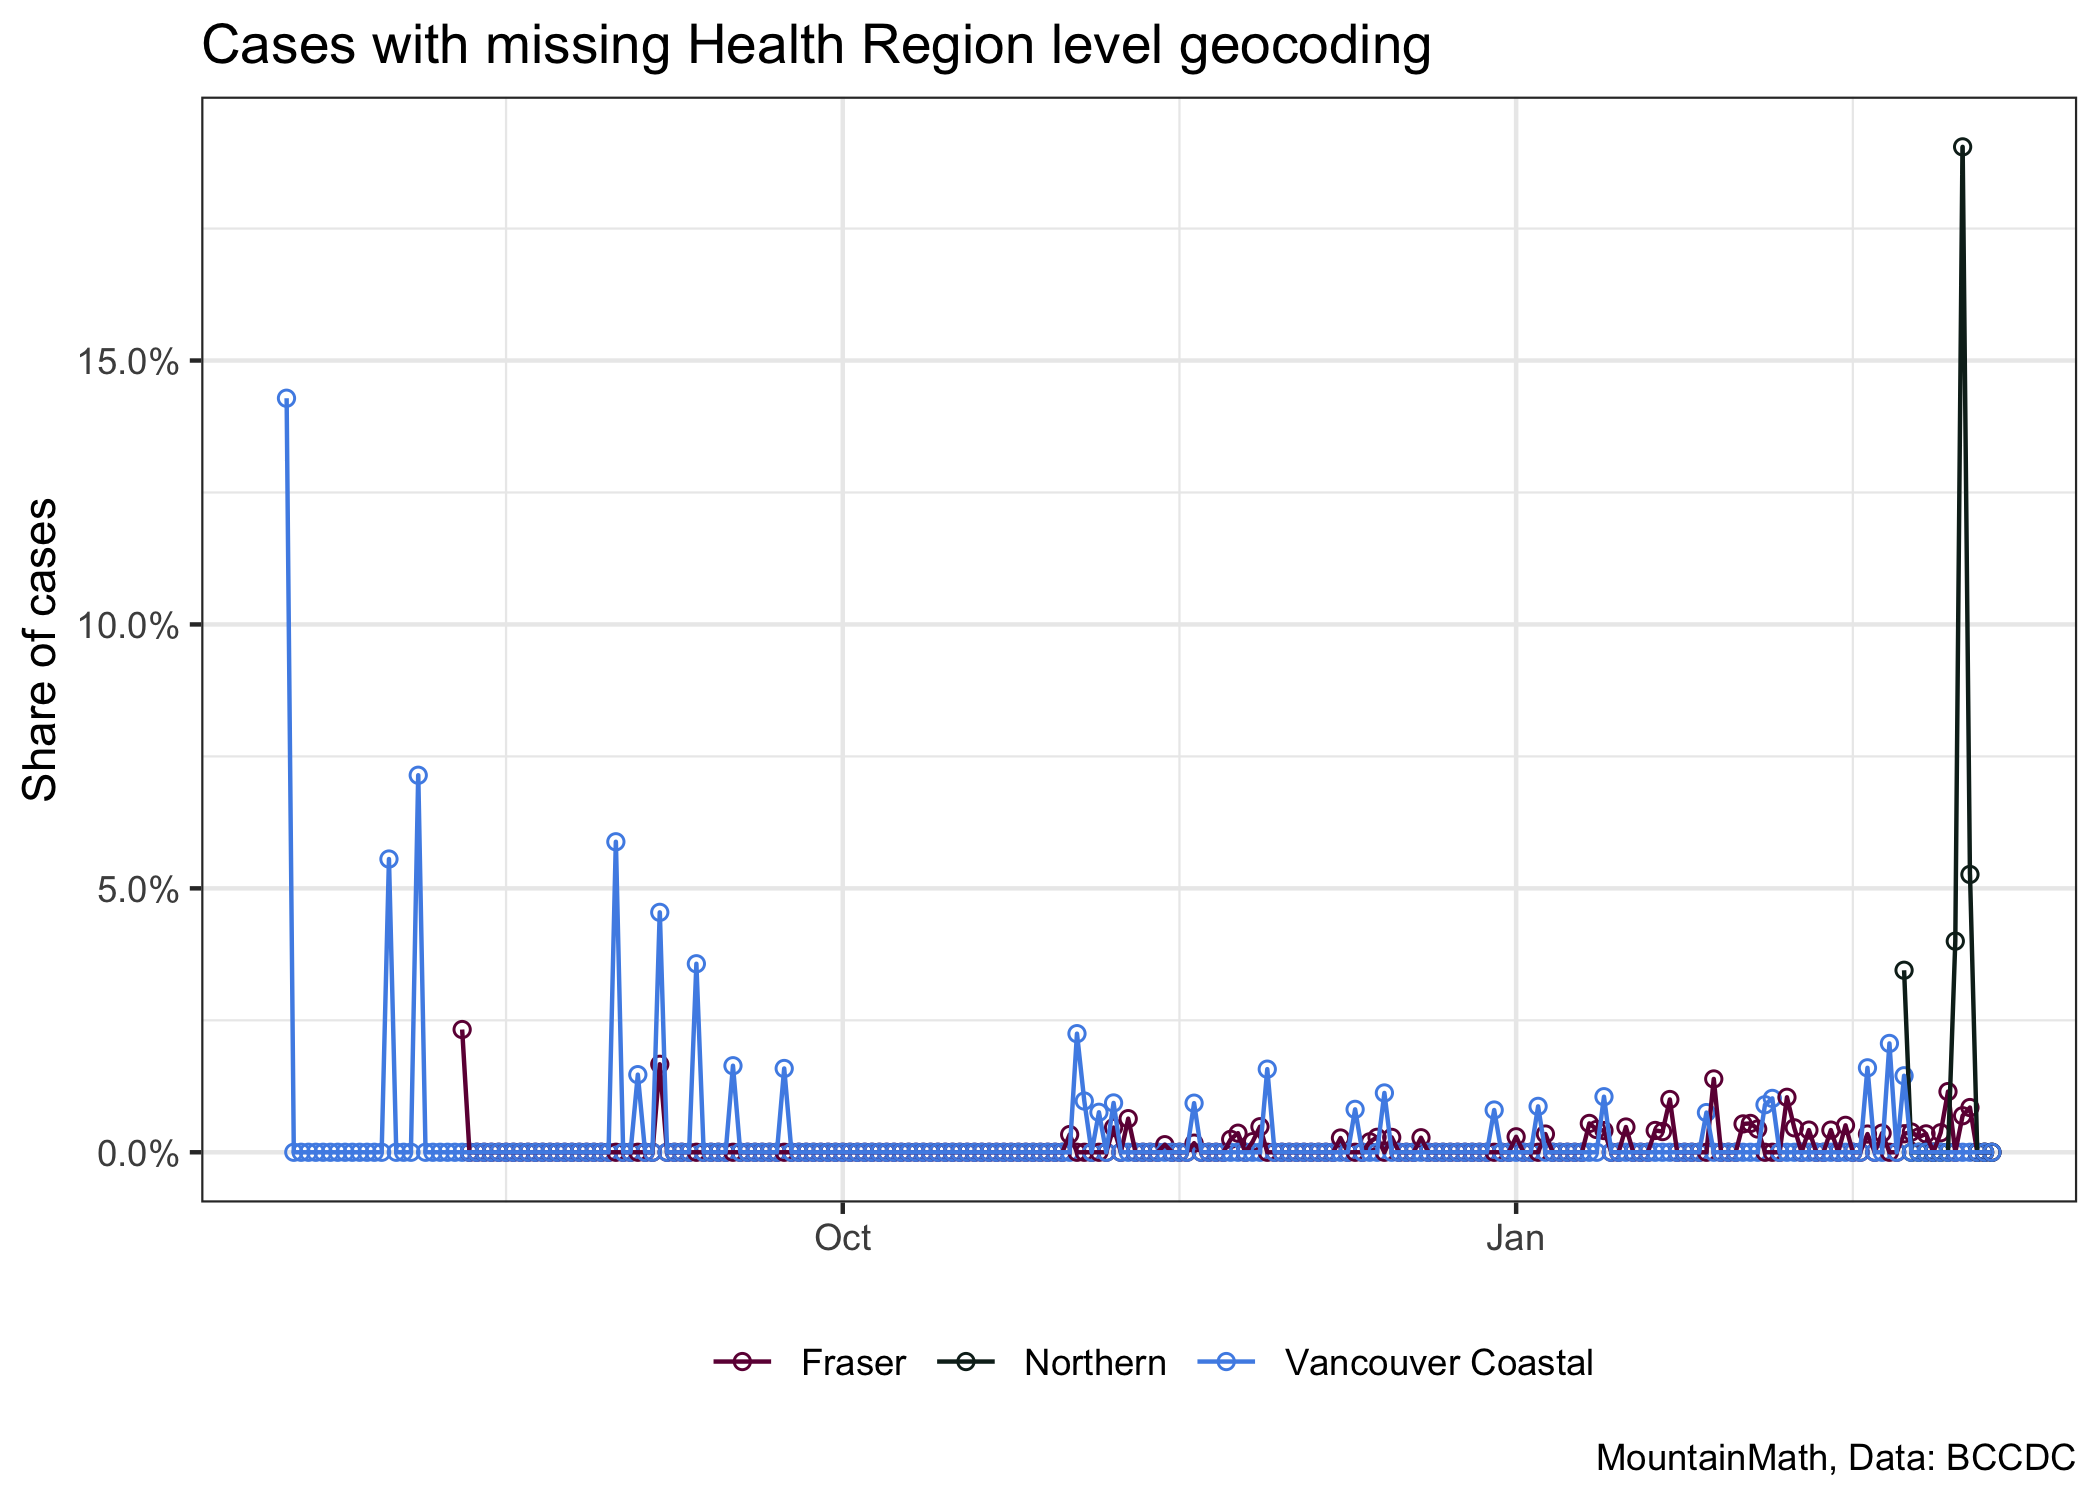 Cases with missing Health Region level geocoding
Share of cases
15.0%
10.0%
5.0%
0.0%
Oct
Jan
Fraser
Northern
Vancouver Coastal
MountainMath, Data: BCCDC